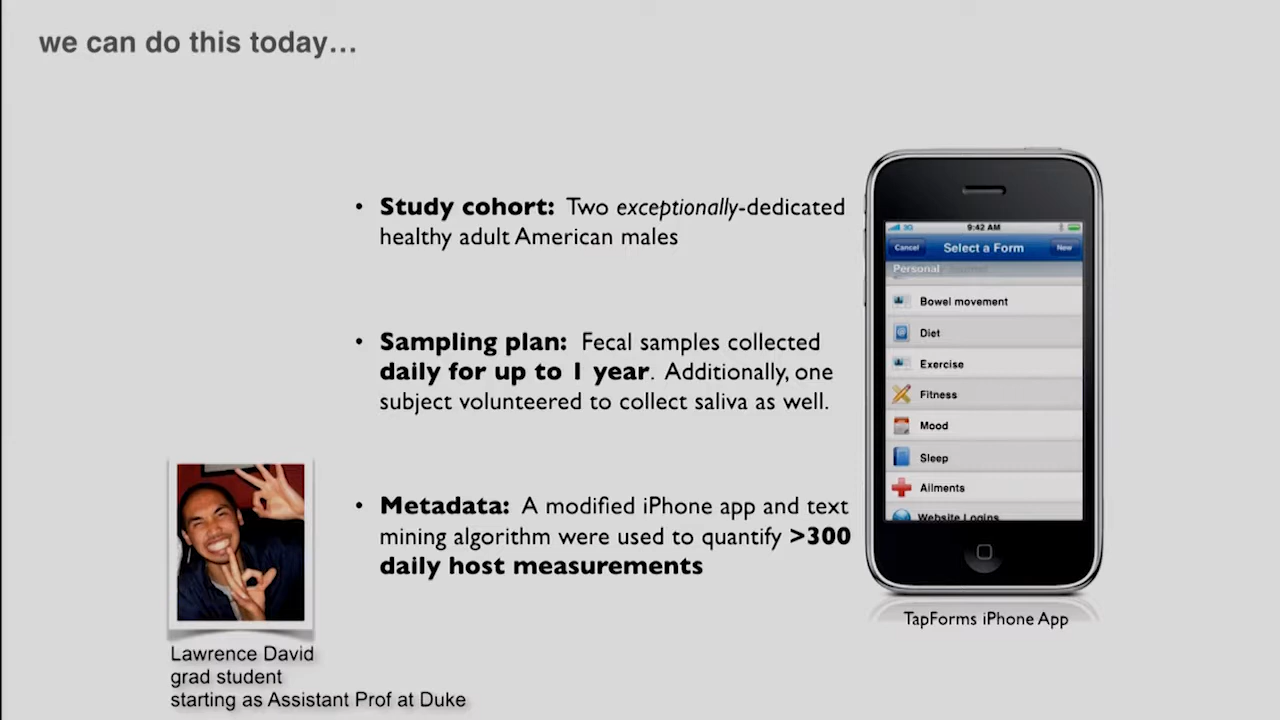 we can do this today...
• Study cohort: Two exceptionally-dedicated
healthy adult American males
• Sampling plan: Fecal samples collected
daily for up to 1 year. Additionally, one
subject volunteered to collect saliva as well.
• Metadata: A modified iPhone app and text
mining algorithm were used to quantify >300
daily host measurements
3G 9:42 AM
Cancel Select a Form New
Personal
Bowel movement
Diet
Exercise
Fitness
Mood
Sleep
Ailments
Website Logins
TapForms iPhone App
Lawrence David
grad student
starting as Assistant Prof at Duke